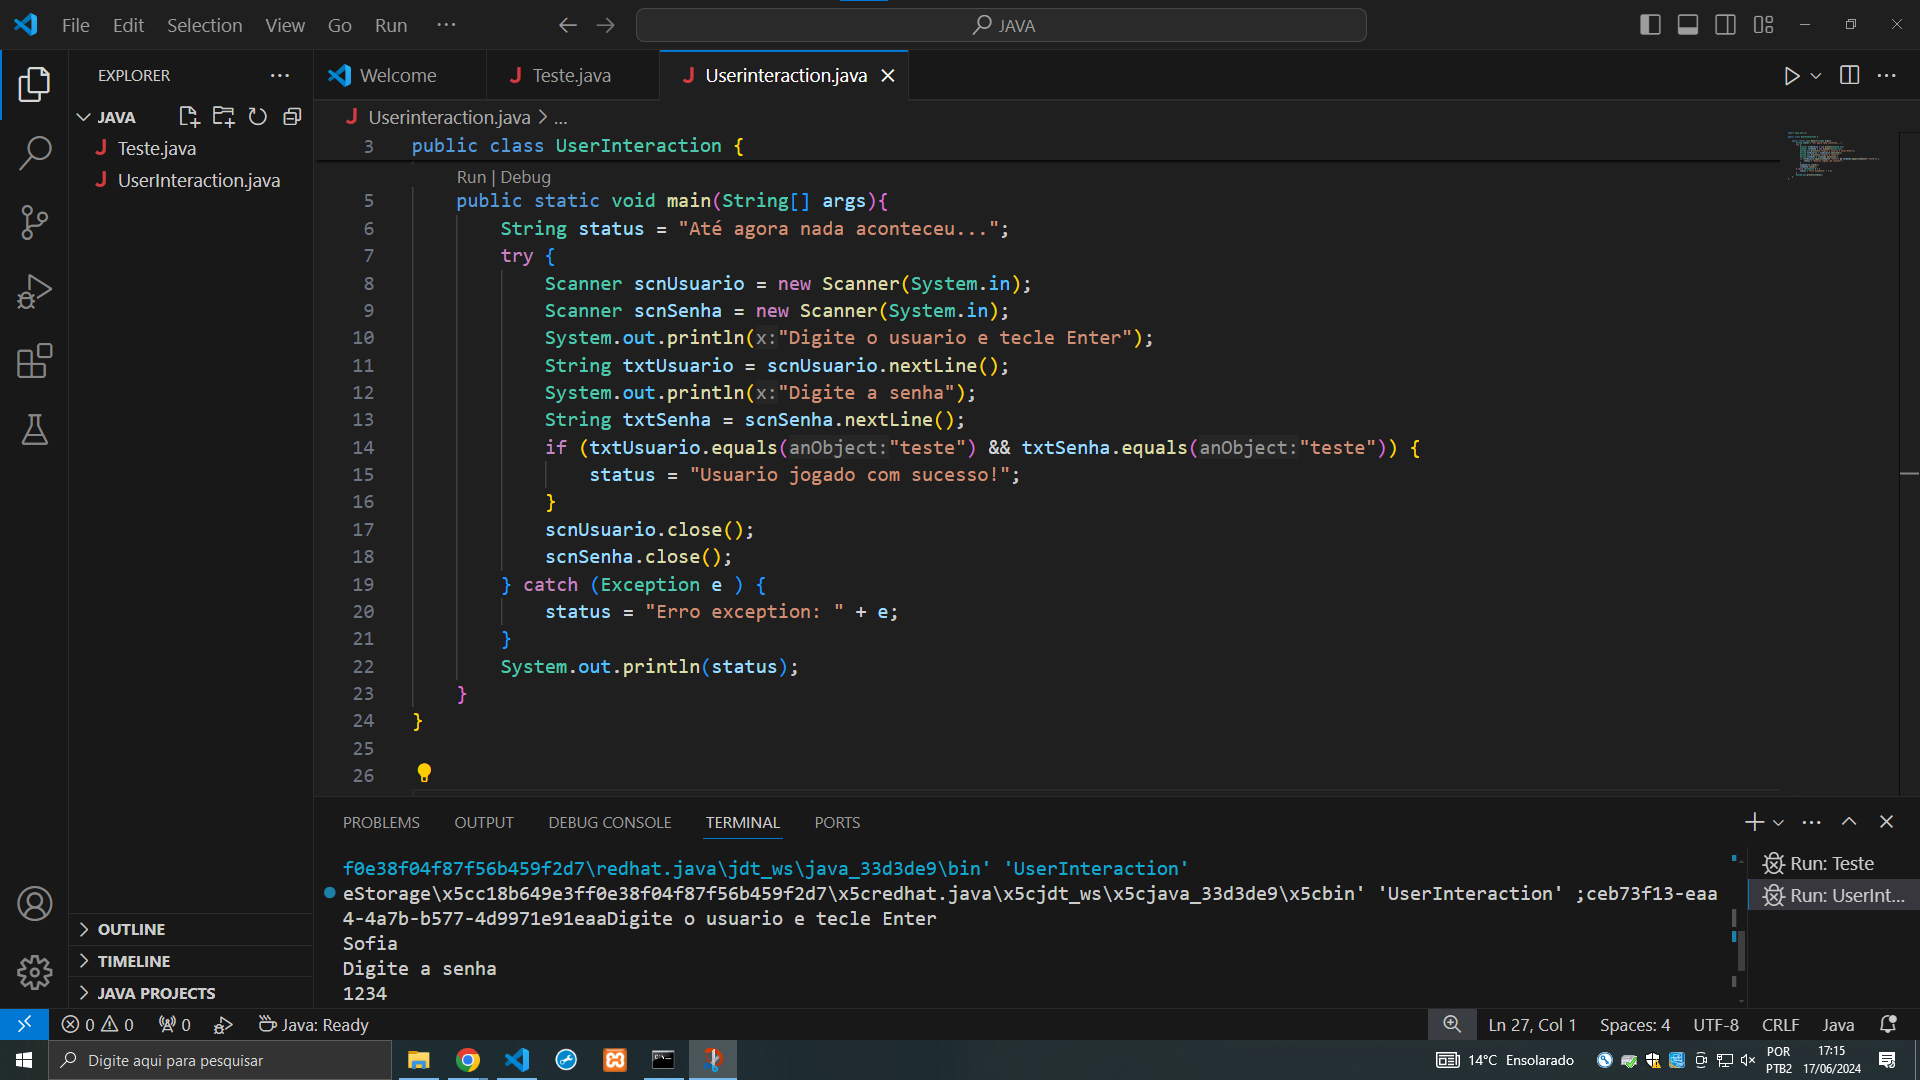 File Edit Selection View Go Run ···
JAVA
EXPLORER ···
Welcome
Teste.java
Userinteraction.java
JAVA
Teste.java
UserInteraction.java
Userinteraction.java > ...
3 public class UserInteraction {
Run | Debug
5 public static void main(String[] args){
6 String status = "Até agora nada aconteceu...";
7 try {
8 Scanner scnUsuario = new Scanner(System.in);
9 Scanner scnSenha = new Scanner(System.in);
10 System.out.println(x:"Digite o usuario e tecle Enter");
11 String txtUsuario = scnUsuario.nextLine();
12 System.out.println(x:"Digite a senha");
13 String txtSenha = scnSenha.nextLine();
14 if (txtUsuario.equals(anObject:"teste") && txtSenha.equals(anObject:"teste")) {
15 status = "Usuario jogado com sucesso!";
16 }
17 scnUsuario.close();
18 scnSenha.close();
19 } catch (Exception e ) {
20 status = "Erro exception: " + e;
21 }
22 System.out.println(status);
23 }
24 }
25
26
PROBLEMS OUTPUT DEBUG CONSOLE TERMINAL PORTS
f0e38f04f87f56b459f2d7\redhat.java\jdt_ws\java_33d3de9\bin' 'UserInteraction'
eStorage\x5cc18b649e3ff0e38f04f87f56b459f2d7\x5credhat.java\x5cjdt_ws\x5cjava_33d3de9\x5cbin' 'UserInteraction' ;ceb73f13-eaa
4-4a7b-b577-4d9971e91eaaDigite o usuario e tecle Enter
Sofia
Digite a senha
1234
Run: Teste
Run: UserInt...
OUTLINE
TIMELINE
JAVA PROJECTS
0 0 0 Java: Ready
Ln 27, Col 1 Spaces: 4 UTF-8 CRLF Java
Digite aqui para pesquisar
14°C Ensolarado
POR
PTB2
17:15
17/06/2024